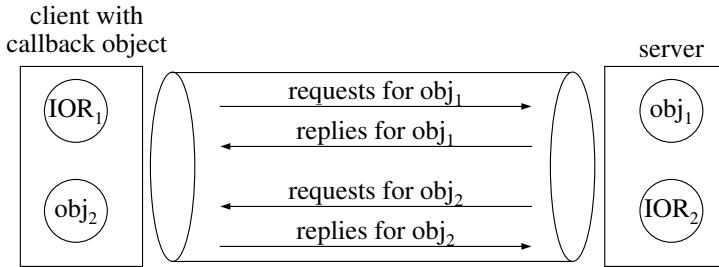 client with
callback object
server
IOR₁
requests for obj₁
obj₁
replies for obj₁
obj₂
requests for obj₂
IOR₂
replies for obj₂